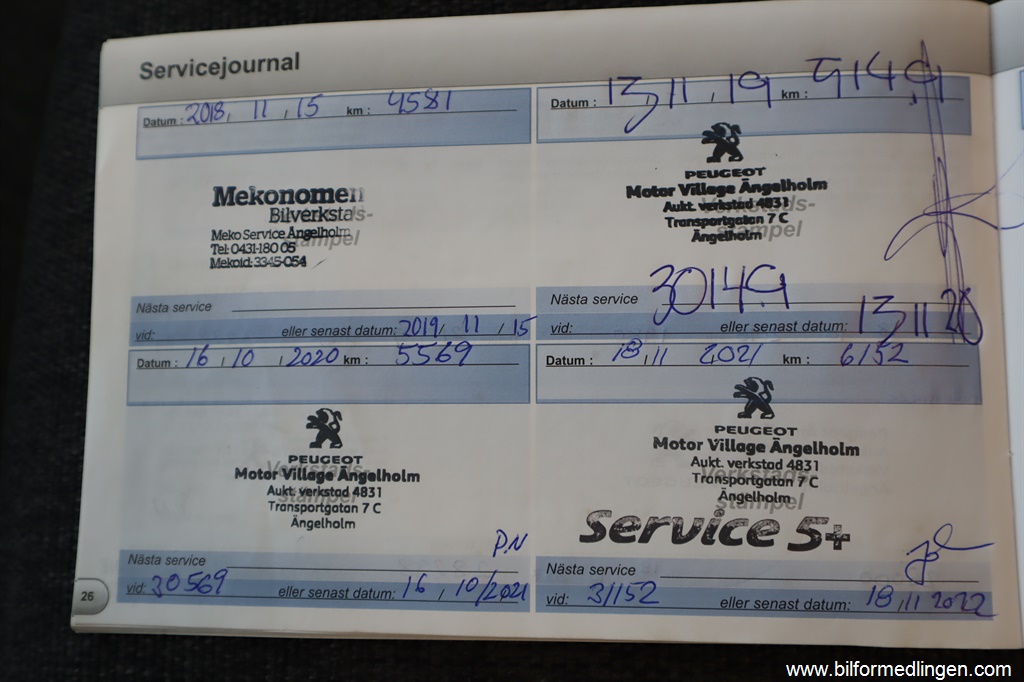 Servicejournal
Datum : 2018, 11 , 15 km : 4581
Mekonomen
Bilverkstad
Meko Service Ängelholm
Tel: 0431-180 05
Mekoid: 3345-054
Nästa service
vid: eller senast datum: 2019, 11 , 15
Datum : 13, 11 , 19 km : 5149
PEUGEOT
Motor Village Ängelholm
Aukt. verkstad 4831
Transportgatan 7 C
Ängelholm
Nästa service 30149
vid: eller senast datum: 13, 11 20
Datum : 16 , 10 , 2020 km : 5569
PEUGEOT
Motor Village Ängelholm
Aukt. verkstad 4831
Transportgatan 7 C
Ängelholm
P.N
Nästa service
vid: 30569 eller senast datum: 16 , 10/2021
Datum : 18, 11 2021 km : 6152
PEUGEOT
Motor Village Ängelholm
Aukt. verkstad 4831
Transportgatan 7 C
Ängelholm
Service 5+
Nästa service
vid: 31152 eller senast datum: 18, 11 2022
26
www.bilformedlingen.com